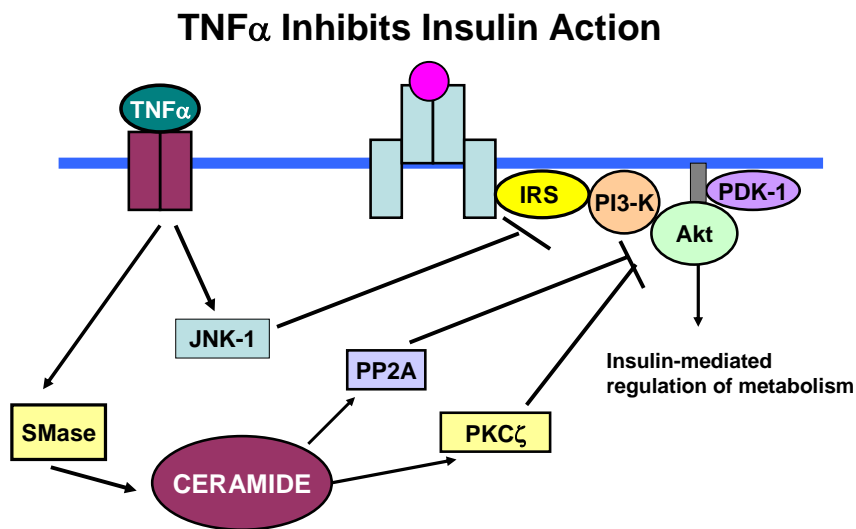 TNFα Inhibits Insulin Action
TNFα
IRS
PI3-K
PDK-1
Akt
JNK-1
PP2A
Insulin-mediated
regulation of metabolism
SMase
PKCζ
CERAMIDE